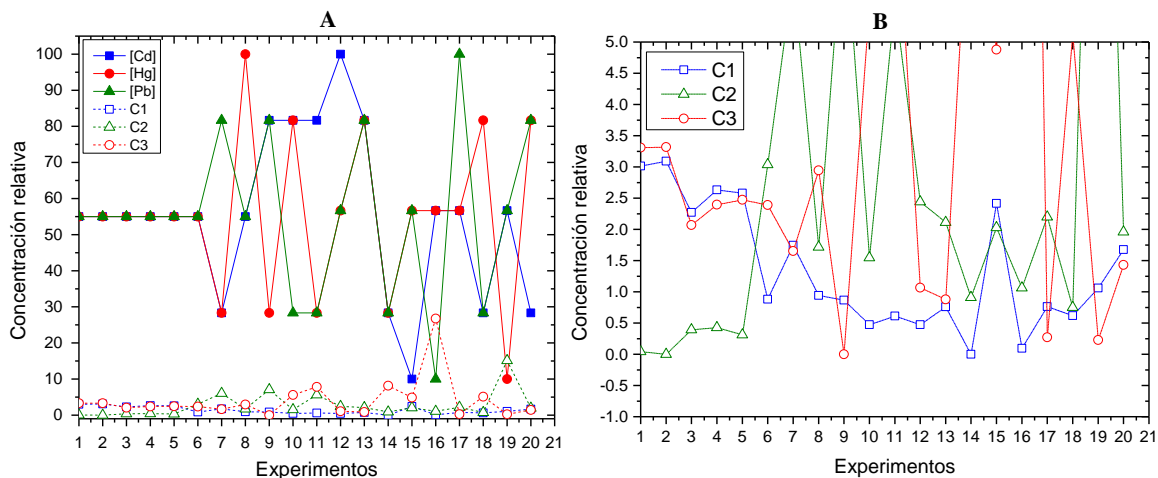 A
Concentración relativa
100
90
80
70
60
50
40
30
20
10
0
[Cd]
[Hg]
[Pb]
C1
C2
C3
1 2 3 4 5 6 7 8 9 10 11 12 13 14 15 16 17 18 19 20 21
Experimentos
B
Concentración relativa
5.0
4.5
4.0
3.5
3.0
2.5
2.0
1.5
1.0
0.5
0.0
-0.5
-1.0
C1
C2
C3
1 2 3 4 5 6 7 8 9 10 11 12 13 14 15 16 17 18 19 20 21
Experimentos